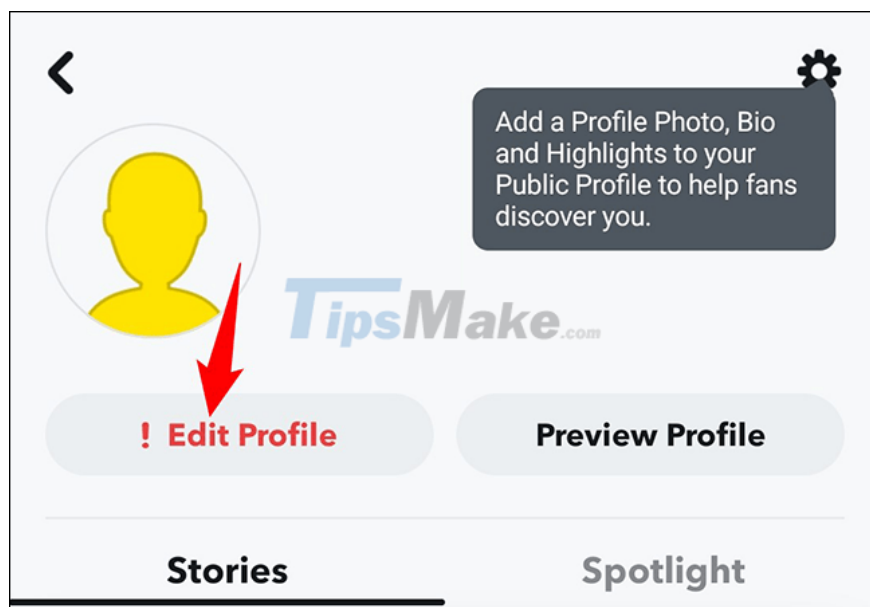 Add a Profile Photo, Bio
and Highlights to your
Public Profile to help fans
discover you.
TipsMake.com
! Edit Profile
Preview Profile
Stories
Spotlight